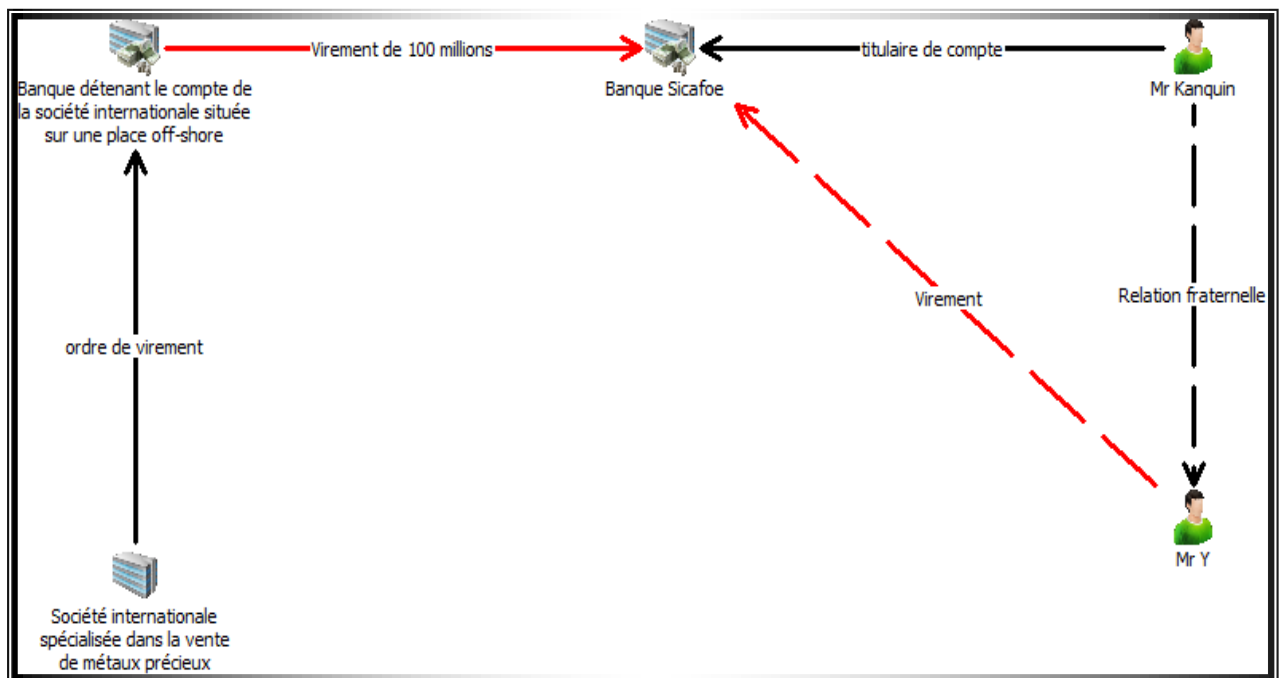 Virement de 100 millions
titulaire de compte
Banque détenant le compte de
la société internationale située
sur une place off-shore
Banque Sicafoe
Mr Kanquin
Virement
Relation fraternelle
ordre de virement
Mr Y
Société internationale
spécialisée dans la vente
de métaux précieux